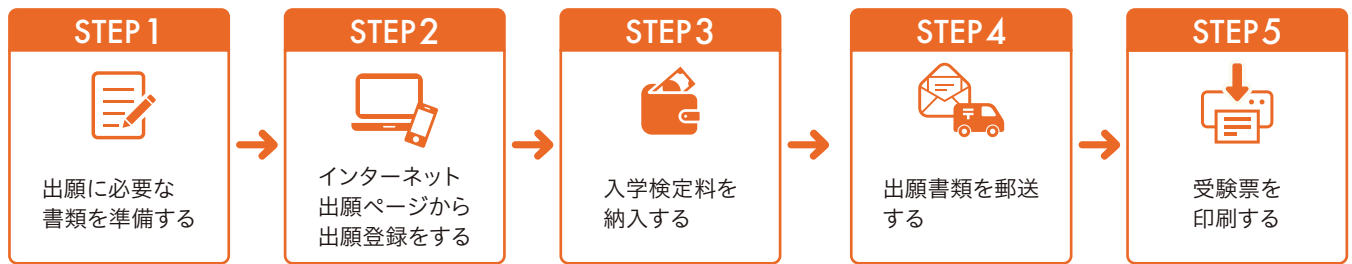 STEP 1
出願に必要な
書類を準備する
STEP 2
インターネット
出願ページから
出願登録をする
STEP 3
入学検定料を
納入する
STEP 4
〒
出願書類を郵送
する
STEP 5
受験票を
印刷する